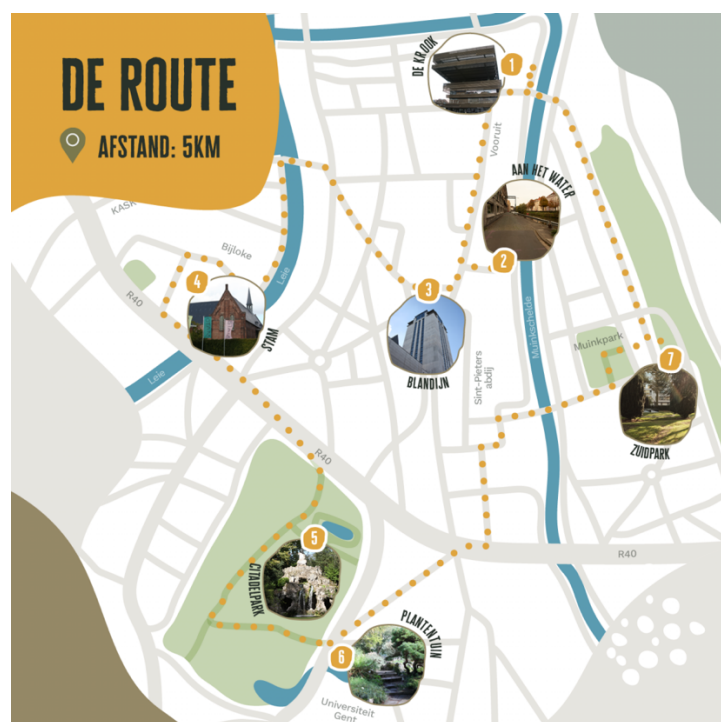 DE ROUTE
AFSTAND: 5KM
DE KROOK
1
Vooruit
AAN HET WATER
2
KASK
Bijloke
Leie
4
STAM
R40
Leie
3
BLANDIJN
Sint-Pieters
abdij
Muinkschelde
Muinkpark
7
ZUIDPARK
R40
R40
5
CITADELPARK
PLANTENTUIN
6
Universiteit
Gent